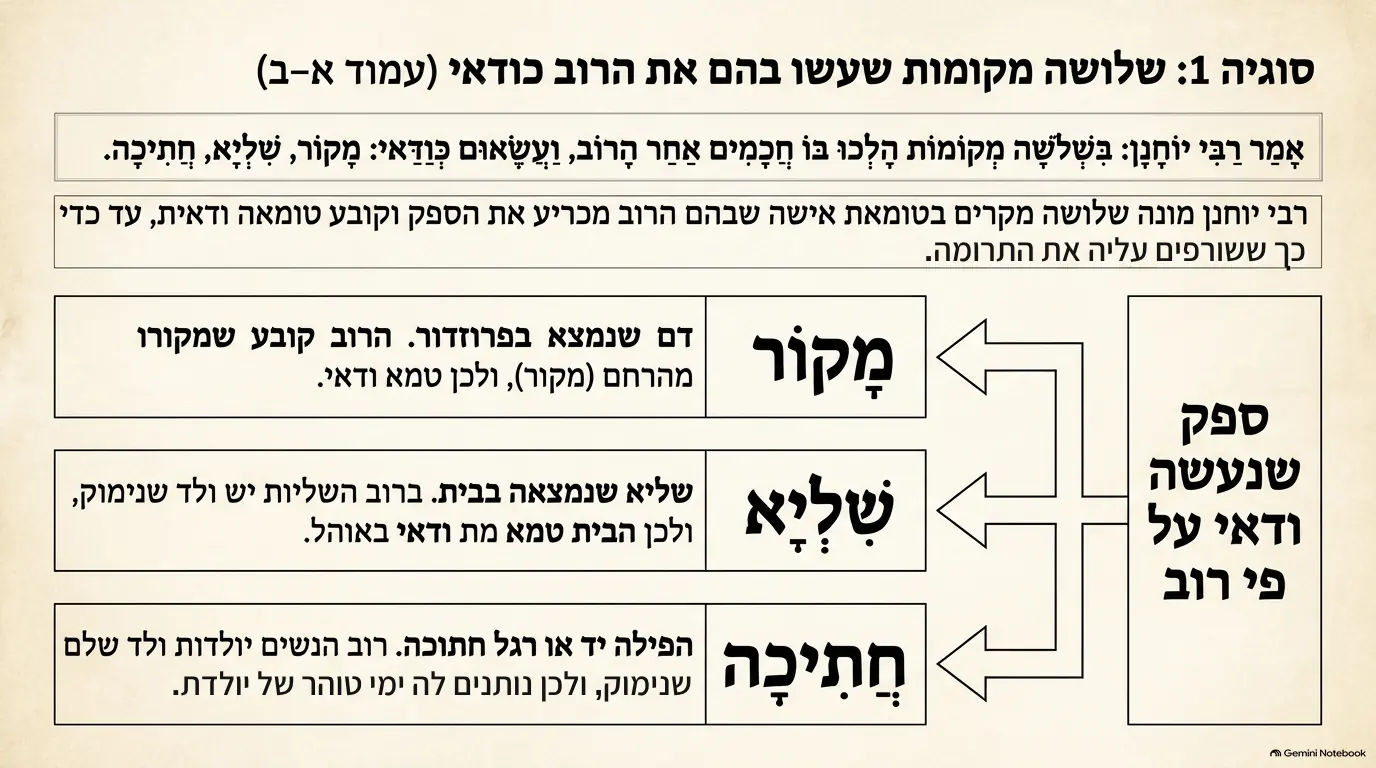 סוגיה 1: שלושה מקומות שעשו בהם את הרוב כודאי (עמוד א–ב)
אָמַר רַבִּי יוֹחָנָן: בִּשְׁלֹשָׁה מְקוֹמוֹת הָלְכוּ בּוֹ חֲכָמִים אַחַר הָרוֹב, וַעֲשָׂאוּם כְּוַדַּאי: מָקוֹר, שִׁלְיָא, חֲתִיכָה.
רבי יוחנן מונה שלושה מקרים בטומאת אישה שבהם הרוב מכריע את הספק וקובע טומאה ודאית, עד כדי
כך ששורפים עליה את התרומה.
ספק
שנעשה
ודאי על
פי רוב
מָקוֹר
דם שנמצא בפרוזדור. הרוב קובע שמקורו
מהרחם (מקור), ולכן טמא ודאי.
שִׁלְיָא
שליא שנמצאה בבית. ברוב השליות יש ולד שנימוק,
ולכן הבית טמא מת ודאי באוהל.
חֲתִיכָה
הפילה יד או רגל חתוכה. רוב הנשים יולדות ולד שלם
שנימוק, ולכן נותנים לה ימי טוהר של יולדת.
Gemini Notebook